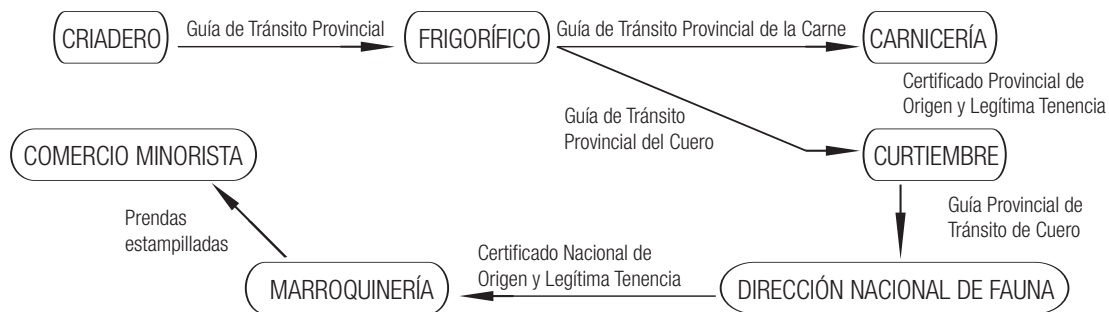 CRIADERO
Guía de Tránsito Provincial
FRIGORÍFICO
Guía de Tránsito Provincial de la Carne
CARNICERÍA
Certificado Provincial de
Origen y Legítima Tenencia
Guía de Tránsito
Provincial del Cuero
COMERCIO MINORISTA
CURTIEMBRE
Prendas
estampilladas
Guía Provincial de
Tránsito de Cuero
Certificado Nacional de
Origen y Legítima Tenencia
MARROQUINERÍA
DIRECCIÓN NACIONAL DE FAUNA